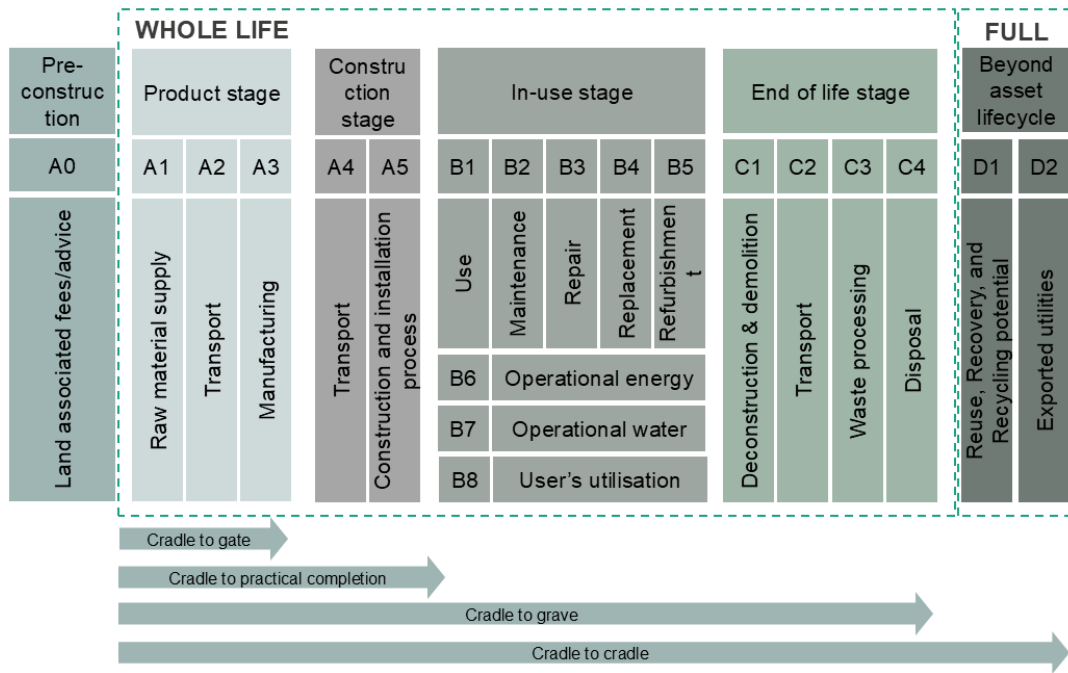 WHOLE LIFE
FULL
Pre-
construc
tion
Product stage
Constru
ction
stage
In-use stage
End of life stage
Beyond
asset
lifecycle
A0
A1
A2
A3
A4
A5
B1
B2
B3
B4
B5
C1
C2
C3
C4
D1
D2
Land associated fees/advice
Raw material supply
Transport
Manufacturing
Transport
Construction and installation
process
Use
Maintenance
Repair
Replacement
Refurbishmen
t
B6
Operational energy
B7
Operational water
B8
User's utilisation
Deconstruction & demolition
Transport
Waste processing
Disposal
Reuse, Recovery, and
Recycling potential
Exported utilities
Cradle to gate
Cradle to practical completion
Cradle to grave
Cradle to cradle